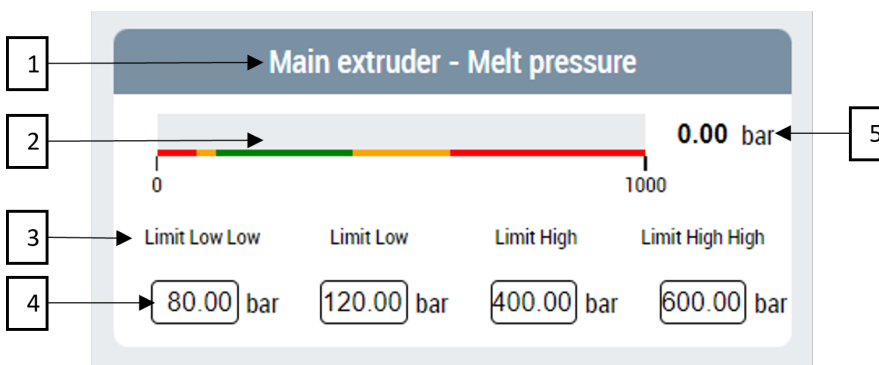 1
Main extruder - Melt pressure
2
0.00 bar
5
0
1000
3
Limit Low Low
Limit Low
Limit High
Limit High High
4
80.00 bar
120.00 bar
400.00 bar
600.00 bar